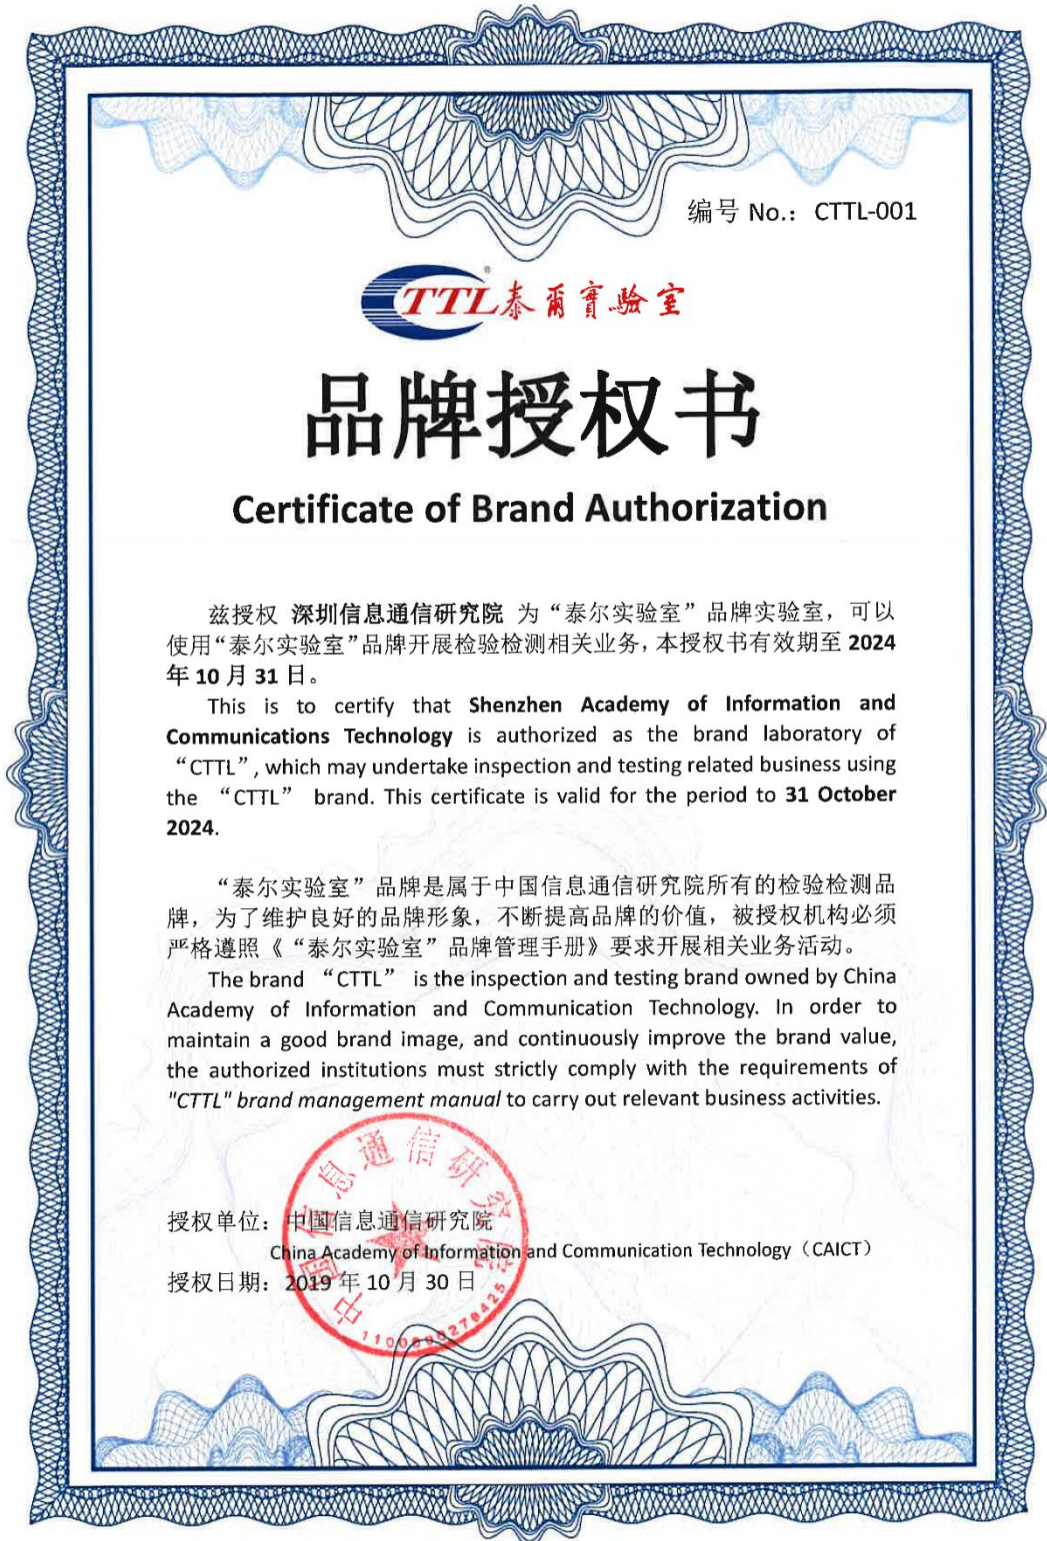 编号 No.: CTTL-001
CTTL® 泰爾實驗室
品牌授权书
Certificate of Brand Authorization
兹授权 深圳信息通信研究院 为“泰尔实验室”品牌实验室，可以
使用“泰尔实验室”品牌开展检验检测相关业务，本授权书有效期至 2024
年 10 月 31 日。
This is to certify that Shenzhen Academy of Information and
Communications Technology is authorized as the brand laboratory of
“CTTL”, which may undertake inspection and testing related business using
the “CTTL” brand. This certificate is valid for the period to 31 October
2024.
“泰尔实验室”品牌是属于中国信息通信研究院所有的检验检测品
牌，为了维护良好的品牌形象，不断提高品牌的价值，被授权机构必须
严格遵照《“泰尔实验室”品牌管理手册》要求开展相关业务活动。
The brand “CTTL” is the inspection and testing brand owned by China
Academy of Information and Communication Technology. In order to
maintain a good brand image, and continuously improve the brand value,
the authorized institutions must strictly comply with the requirements of
"CTTL" brand management manual to carry out relevant business activities.
授权单位：中国信息通信研究院
China Academy of Information and Communication Technology（CAICT）
授权日期：2019 年 10 月 30 日
中国信息通信研究院